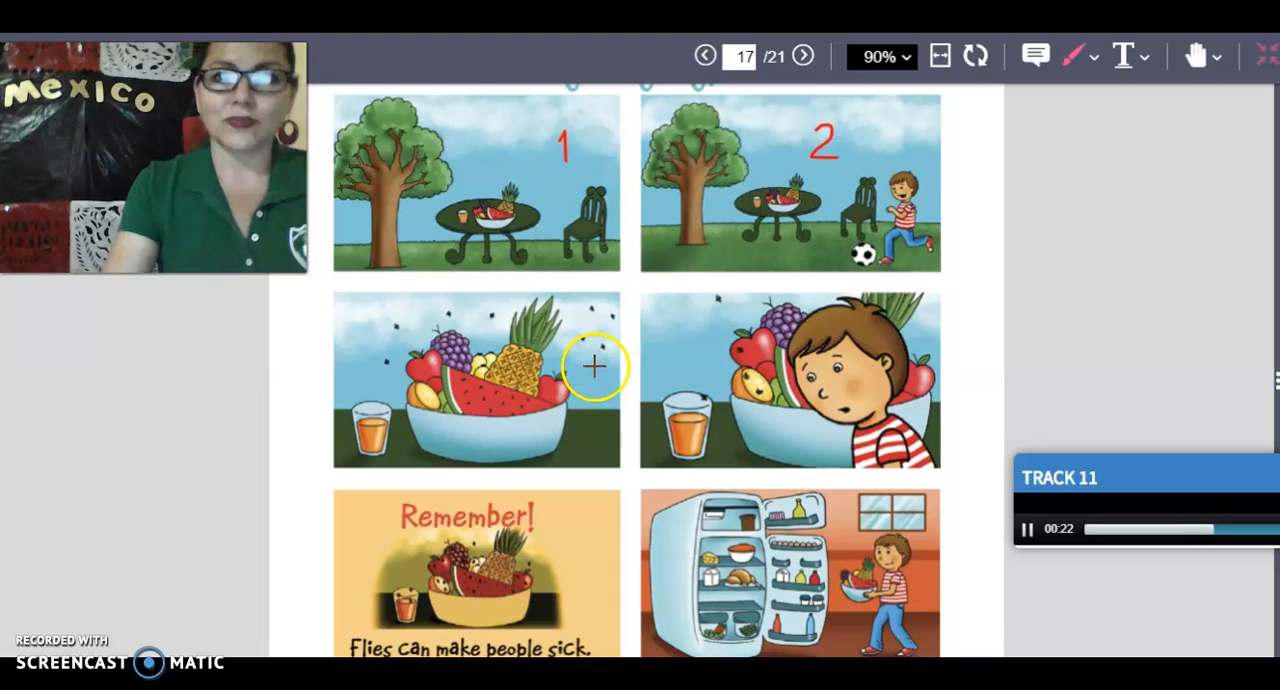 MEXICO
17 /21
90%
T
1
2
TRACK 11
00:22
Remember!
Flies can make people sick.
RECORDED WITH
SCREENCAST MATIC